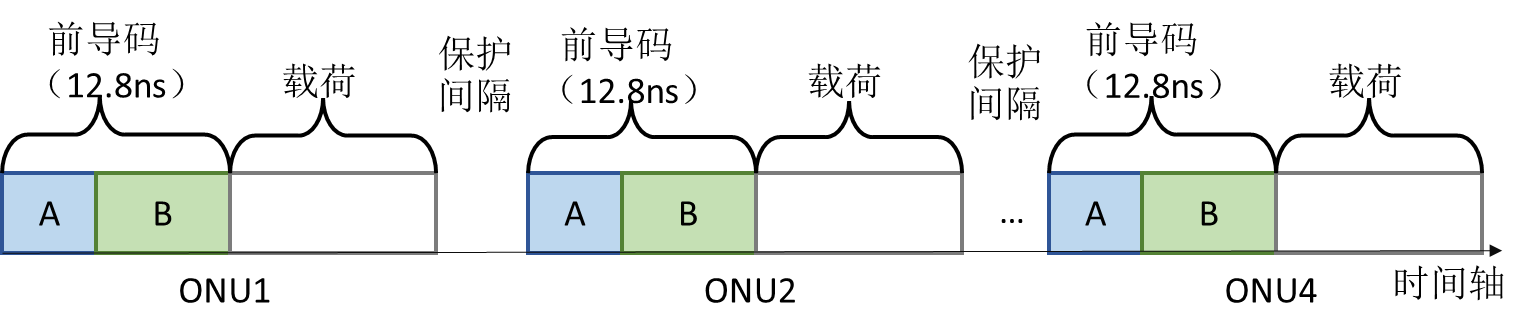 前导码
（12.8ns）
载荷
保护
间隔
前导码
（12.8ns）
载荷
保护
间隔
前导码
（12.8ns）
载荷
A
B
A
B
...
A
B
ONU1
ONU2
ONU4
时间轴